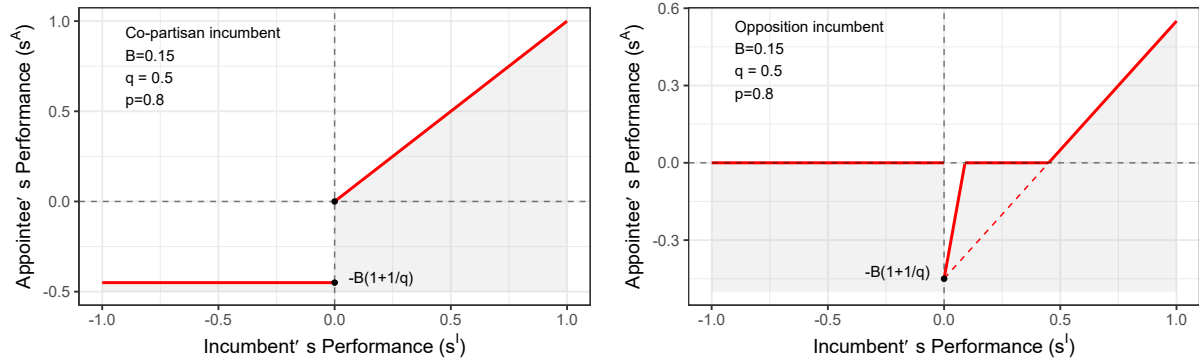 Co-partisan incumbent
B=0.15
q = 0.5
p=0.8
1.0
0.5
0.0
-0.5
-B(1+1/q)
-1.0 -0.5 0.0 0.5 1.0
Incumbent′ s Performance (s^I)
Appointee′ s Performance (s^A)
Opposition incumbent
B=0.15
q = 0.5
p=0.8
0.6
0.3
0.0
-0.3
-B(1+1/q)
-1.0 -0.5 0.0 0.5 1.0
Incumbent′ s Performance (s^I)
Appointee′ s Performance (s^A)